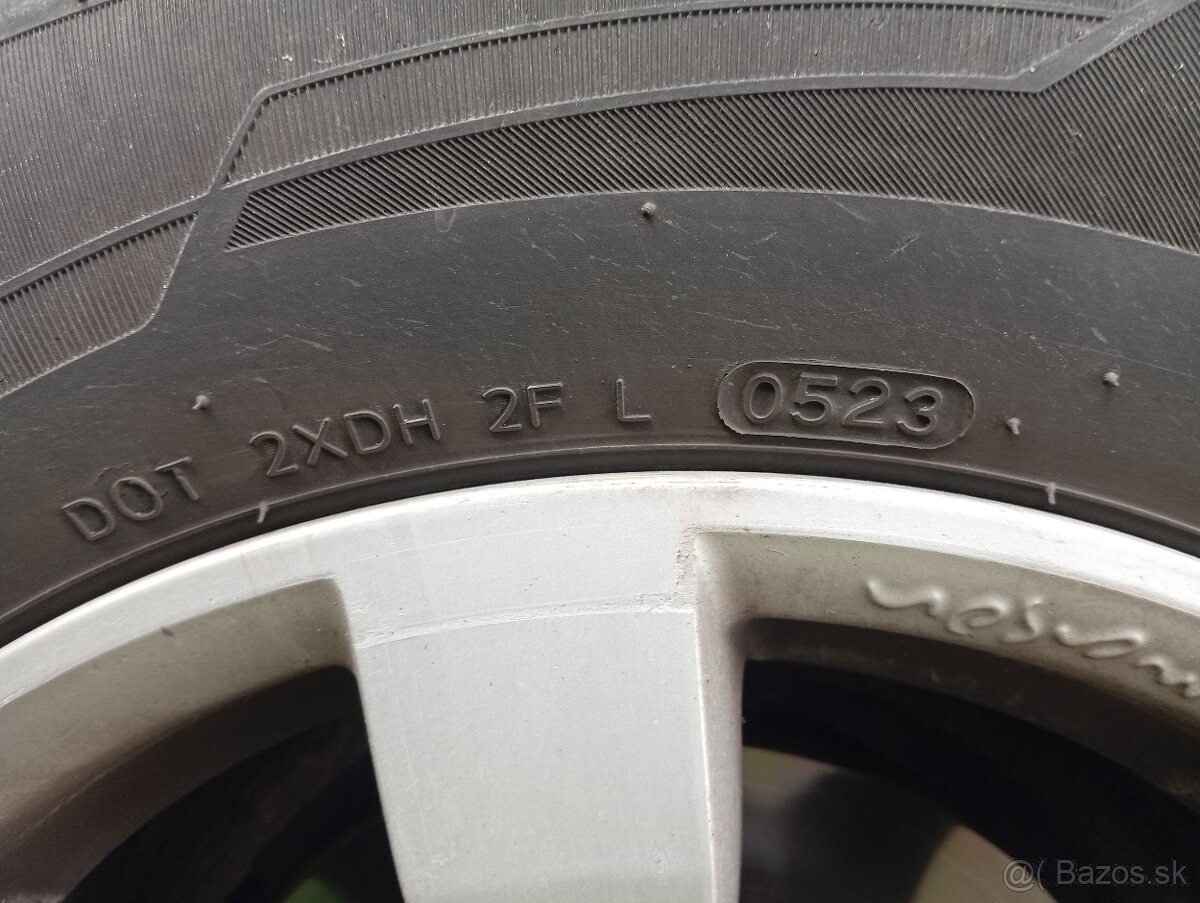 DOT 2XDH 2F L 0523
@( Bazos.sk